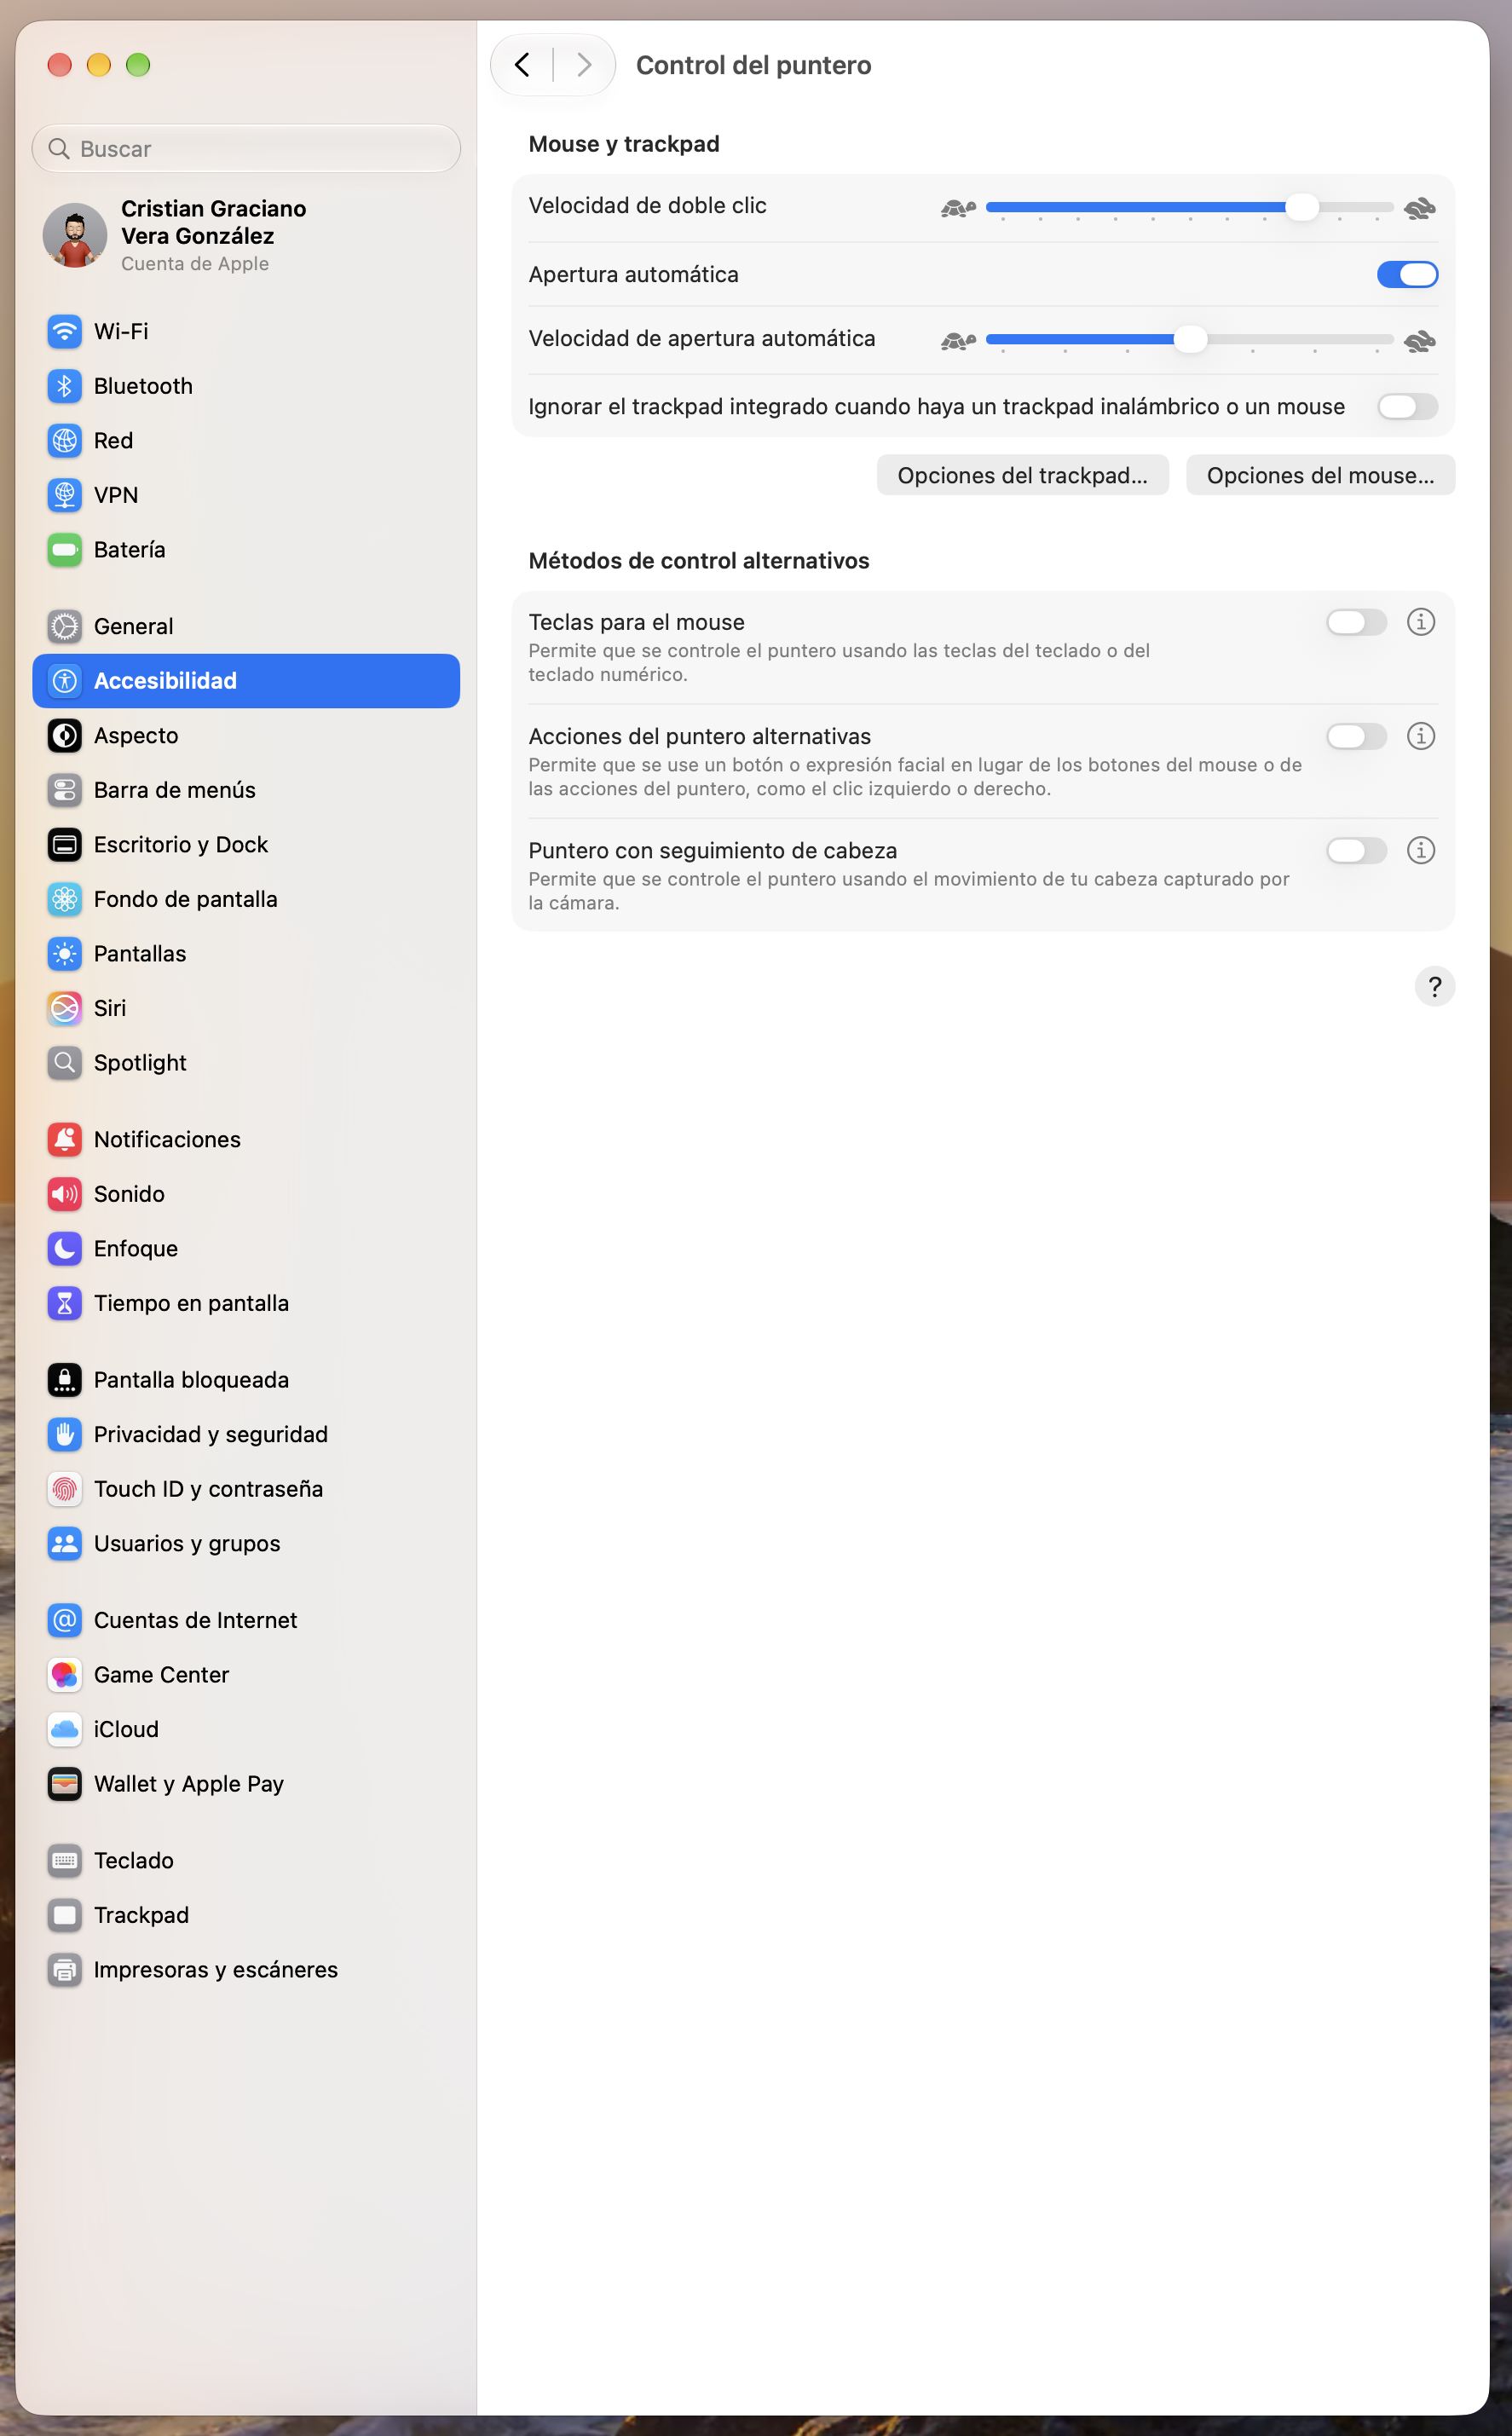 Control del puntero
Buscar
Cristian Graciano
Vera González
Cuenta de Apple
Wi-Fi
Bluetooth
Red
VPN
Batería
General
Accesibilidad
Aspecto
Barra de menús
Escritorio y Dock
Fondo de pantalla
Pantallas
Siri
Spotlight
Notificaciones
Sonido
Enfoque
Tiempo en pantalla
Pantalla bloqueada
Privacidad y seguridad
Touch ID y contraseña
Usuarios y grupos
Cuentas de Internet
Game Center
iCloud
Wallet y Apple Pay
Teclado
Trackpad
Impresoras y escáneres
Mouse y trackpad
Velocidad de doble clic
Apertura automática
Velocidad de apertura automática
Ignorar el trackpad integrado cuando haya un trackpad inalámbrico o un mouse
Opciones del trackpad...
Opciones del mouse...
Métodos de control alternativos
Teclas para el mouse
Permite que se controle el puntero usando las teclas del teclado o del
teclado numérico.
Acciones del puntero alternativas
Permite que se use un botón o expresión facial en lugar de los botones del mouse o de
las acciones del puntero, como el clic izquierdo o derecho.
Puntero con seguimiento de cabeza
Permite que se controle el puntero usando el movimiento de tu cabeza capturado por
la cámara.
?